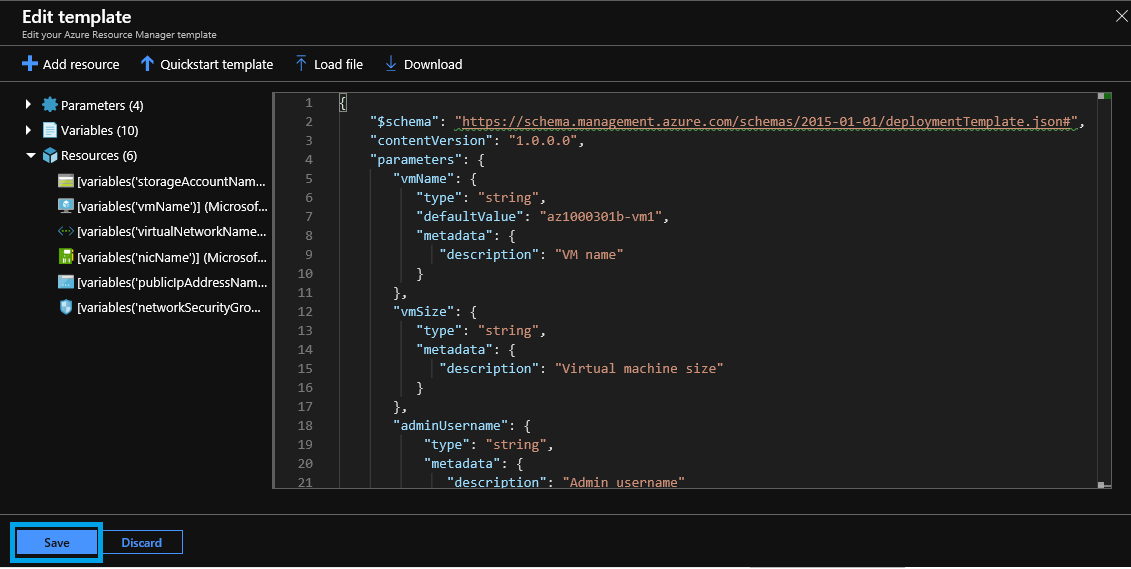 Edit template
Edit your Azure Resource Manager template
Add resource Quickstart template Load file Download
Parameters (4)
Variables (10)
Resources (6)
[variables('storageAccountNam...
[variables('vmName')] (Microsof...
[variables('virtualNetworkName...
[variables('nicName')] (Microsof...
[variables('publicIpAddressNam...
[variables('networkSecurityGro...
1 {
2 "$schema": "https://schema.management.azure.com/schemas/2015-01-01/deploymentTemplate.json#",
3 "contentVersion": "1.0.0.0",
4 "parameters": {
5 "vmName": {
6 "type": "string",
7 "defaultValue": "az1000301b-vm1",
8 "metadata": {
9 "description": "VM name"
10 }
11 },
12 "vmSize": {
13 "type": "string",
14 "metadata": {
15 "description": "Virtual machine size"
16 }
17 },
18 "adminUsername": {
19 "type": "string",
20 "metadata": {
21 "description": "Admin username"
Save Discard